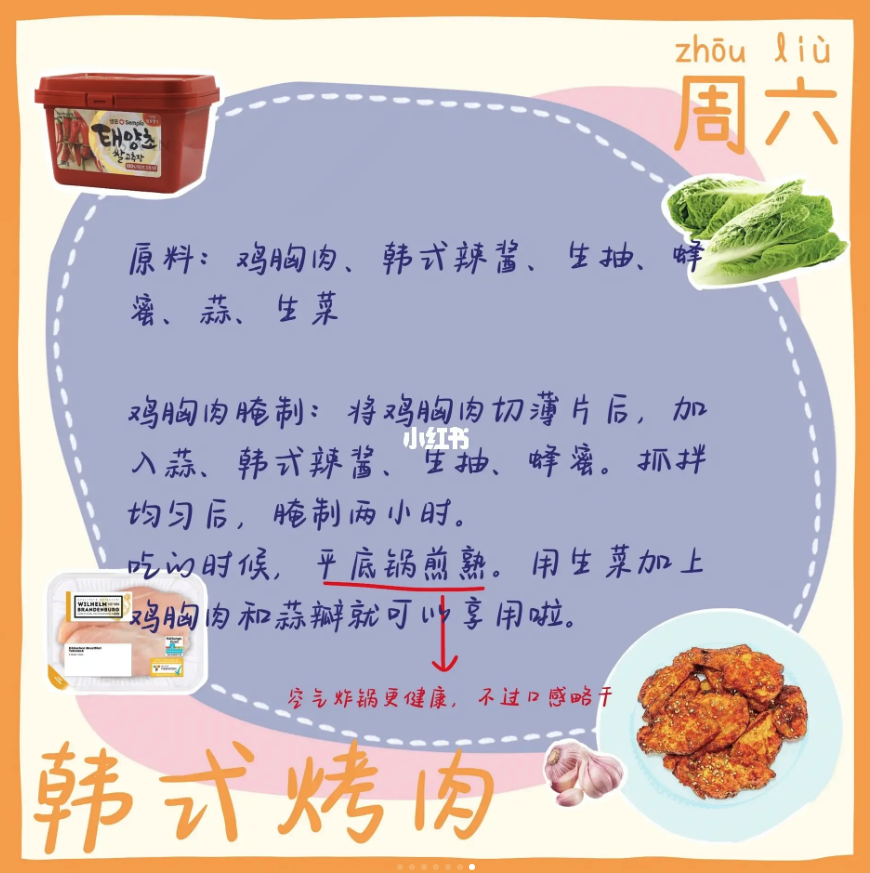 zhōu liù
周六
샘표 Sempio
태양초
쌀고추장
原料：鸡胸肉、韩式辣酱、生抽、蜂
蜜、蒜、生菜
鸡胸肉腌制：将鸡胸肉切薄片后，加
小红书
入蒜、韩式辣酱、生抽、蜂蜜。抓拌
均匀后，腌制两小时。
吃的时候，平底锅煎熟。用生菜加上
WILHELM
BRANDENBURG
鸡胸肉和蒜瓣就可以享用啦。
空气炸锅更健康，不过口感略干
韩式烤肉